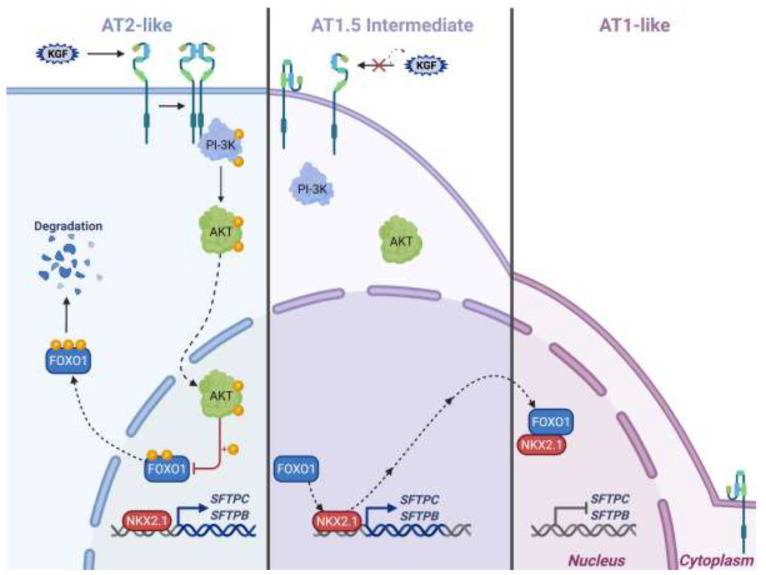 AT2-like
AT1.5 Intermediate
AT1-like
KGF
KGF
PI-3K
P
P
PI-3K
AKT
P
P
AKT
Degradation
P P P
FOXO1
AKT
P
P
+P
P P
FOXO1
FOXO1
FOXO1
NKX2.1
NKX2.1
SFTPC
SFTPB
NKX2.1
SFTPC
SFTPB
SFTPC
SFTPB
Nucleus
Cytoplasm